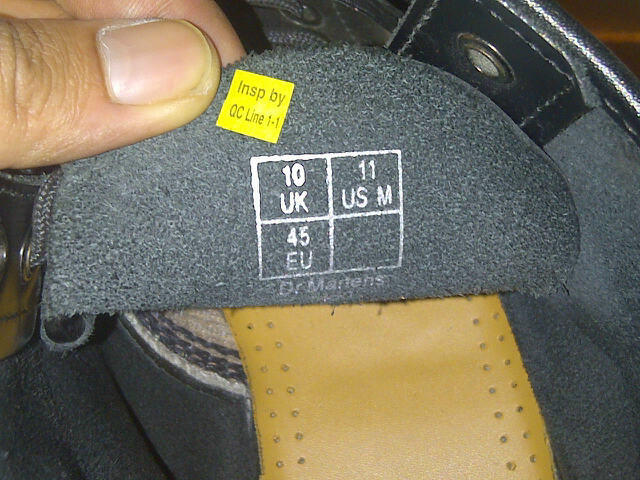 Insp by
QC Line 1-1
10 11
UK US M
45
EU
Dr Martens